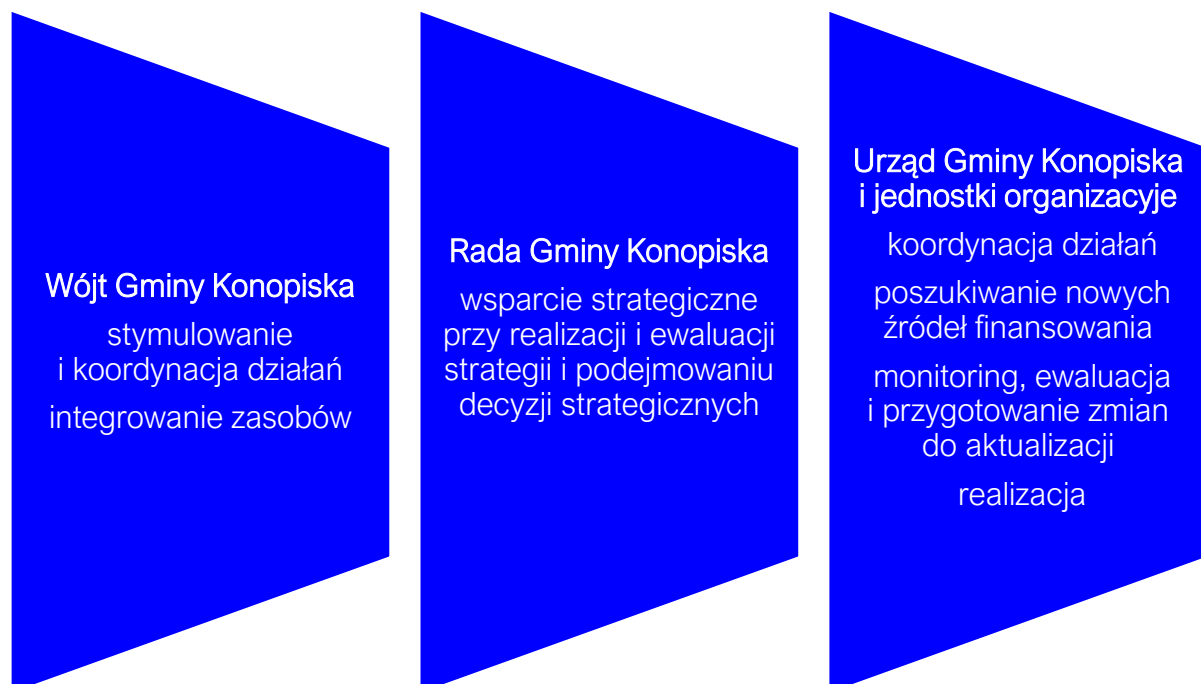 Wójt Gminy Konopiska
stymulowanie
i koordynacja działań
integrowanie zasobów
Rada Gminy Konopiska
wsparcie strategiczne
przy realizacji i ewaluacji
strategii i podejmowaniu
decyzji strategicznych
Urząd Gminy Konopiska
i jednostki organizacyje
koordynacja działań
poszukiwanie nowych
źródeł finansowania
monitoring, ewaluacja
i przygotowanie zmian
do aktualizacji
realizacja